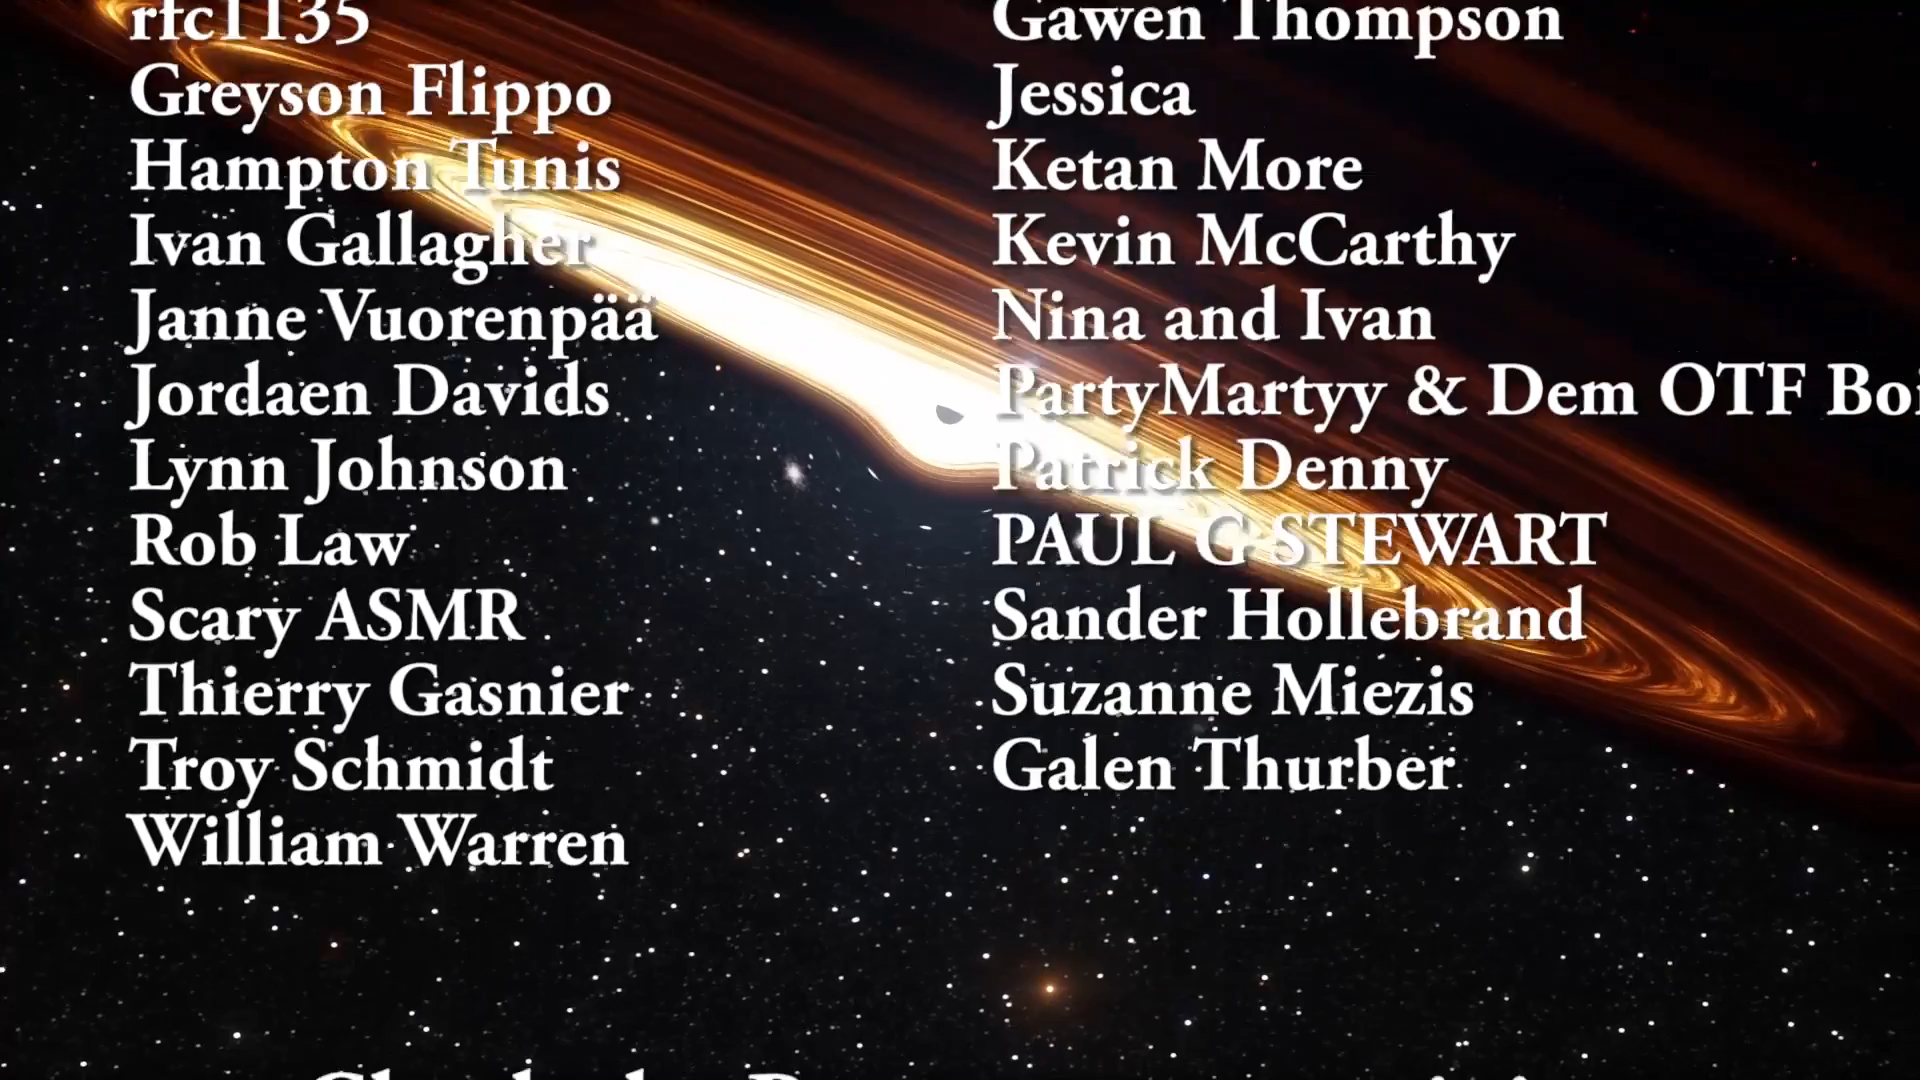 rfc1135
Greyson Flippo
Hampton Tunis
Ivan Gallagher
Janne Vuorenpää
Jordaen Davids
Lynn Johnson
Rob Law
Scary ASMR
Thierry Gasnier
Troy Schmidt
William Warren
Gawen Thompson
Jessica
Ketan More
Kevin McCarthy
Nina and Ivan
PartyMartyy & Dem OTF
Patrick Denny
PAUL G STEWART
Sander Hollebrand
Suzanne Miezis
Galen Thurber